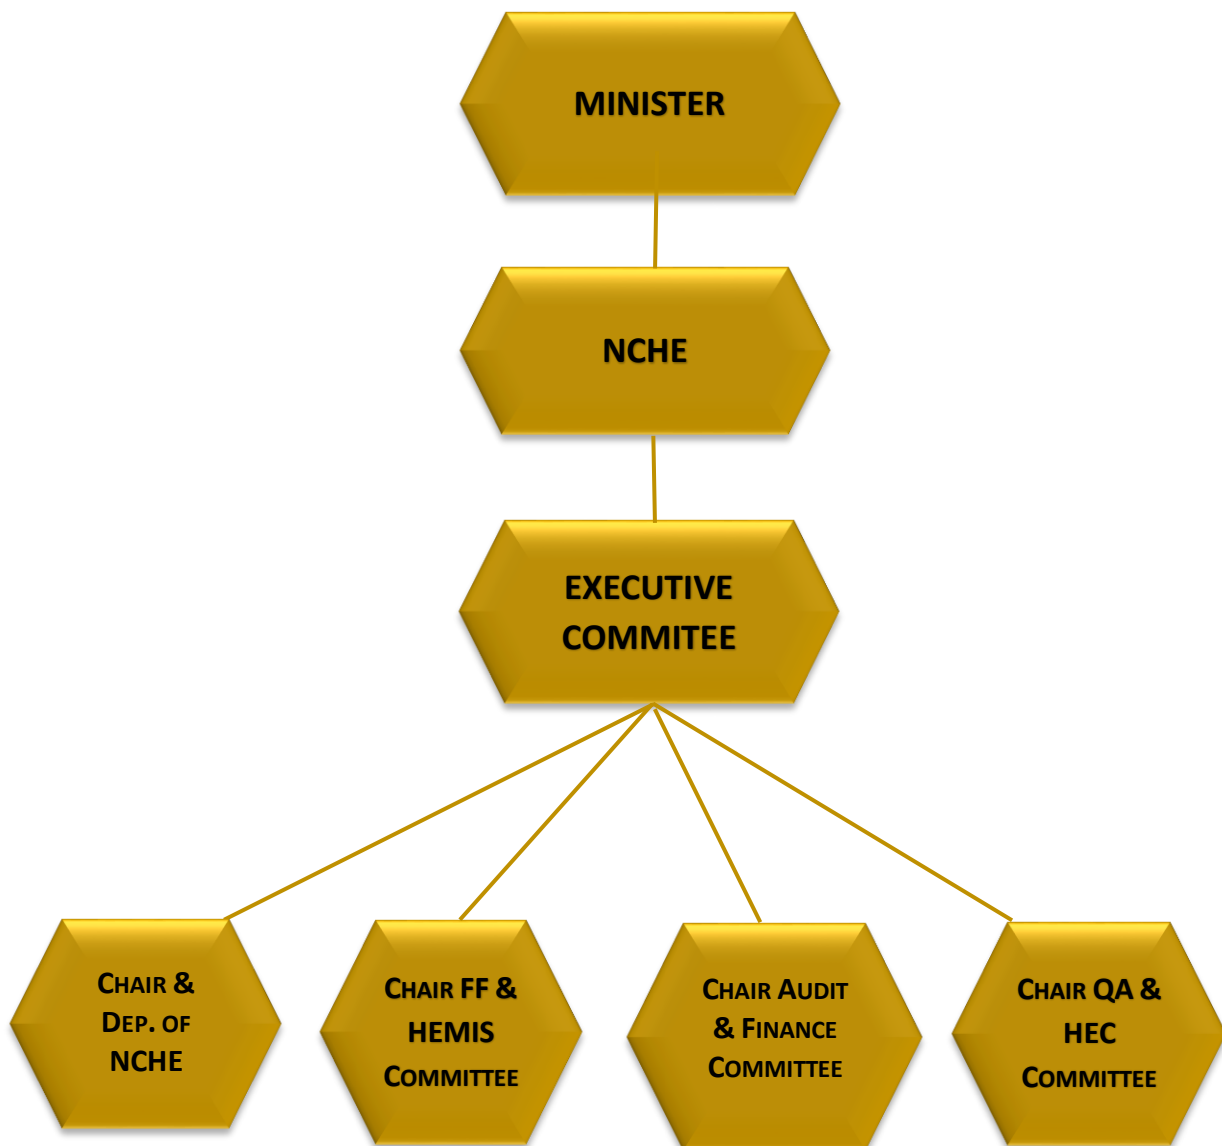 MINISTER
NCHE
EXECUTIVE
COMMITEE
CHAIR &
DEP. OF
NCHE
CHAIR FF &
HEMIS
COMMITTEE
CHAIR AUDIT
& FINANCE
COMMITTEE
CHAIR QA &
HEC
COMMITTEE